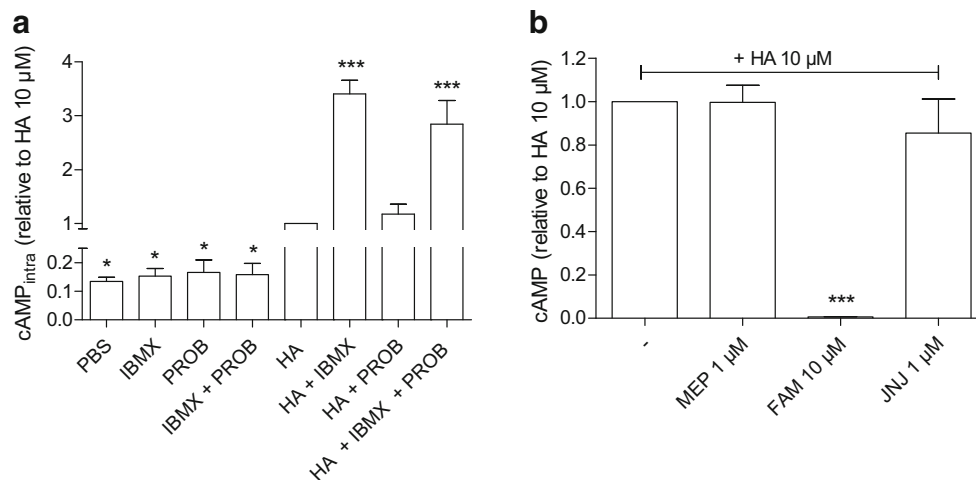 a
cAMPintra (relative to HA 10 µM)
4
3
2
1
0.2
0.1
0.0
*
*
*
*
***
***
PBS
IBMX
PROB
IBMX + PROB
HA
HA + IBMX
HA + PROB
HA + IBMX + PROB
b
cAMP (relative to HA 10 µM)
1.2
1.0
0.8
0.6
0.4
0.2
0.0
+ HA 10 µM
***
-
MEP 1 µM
FAM 10 µM
JNJ 1 µM